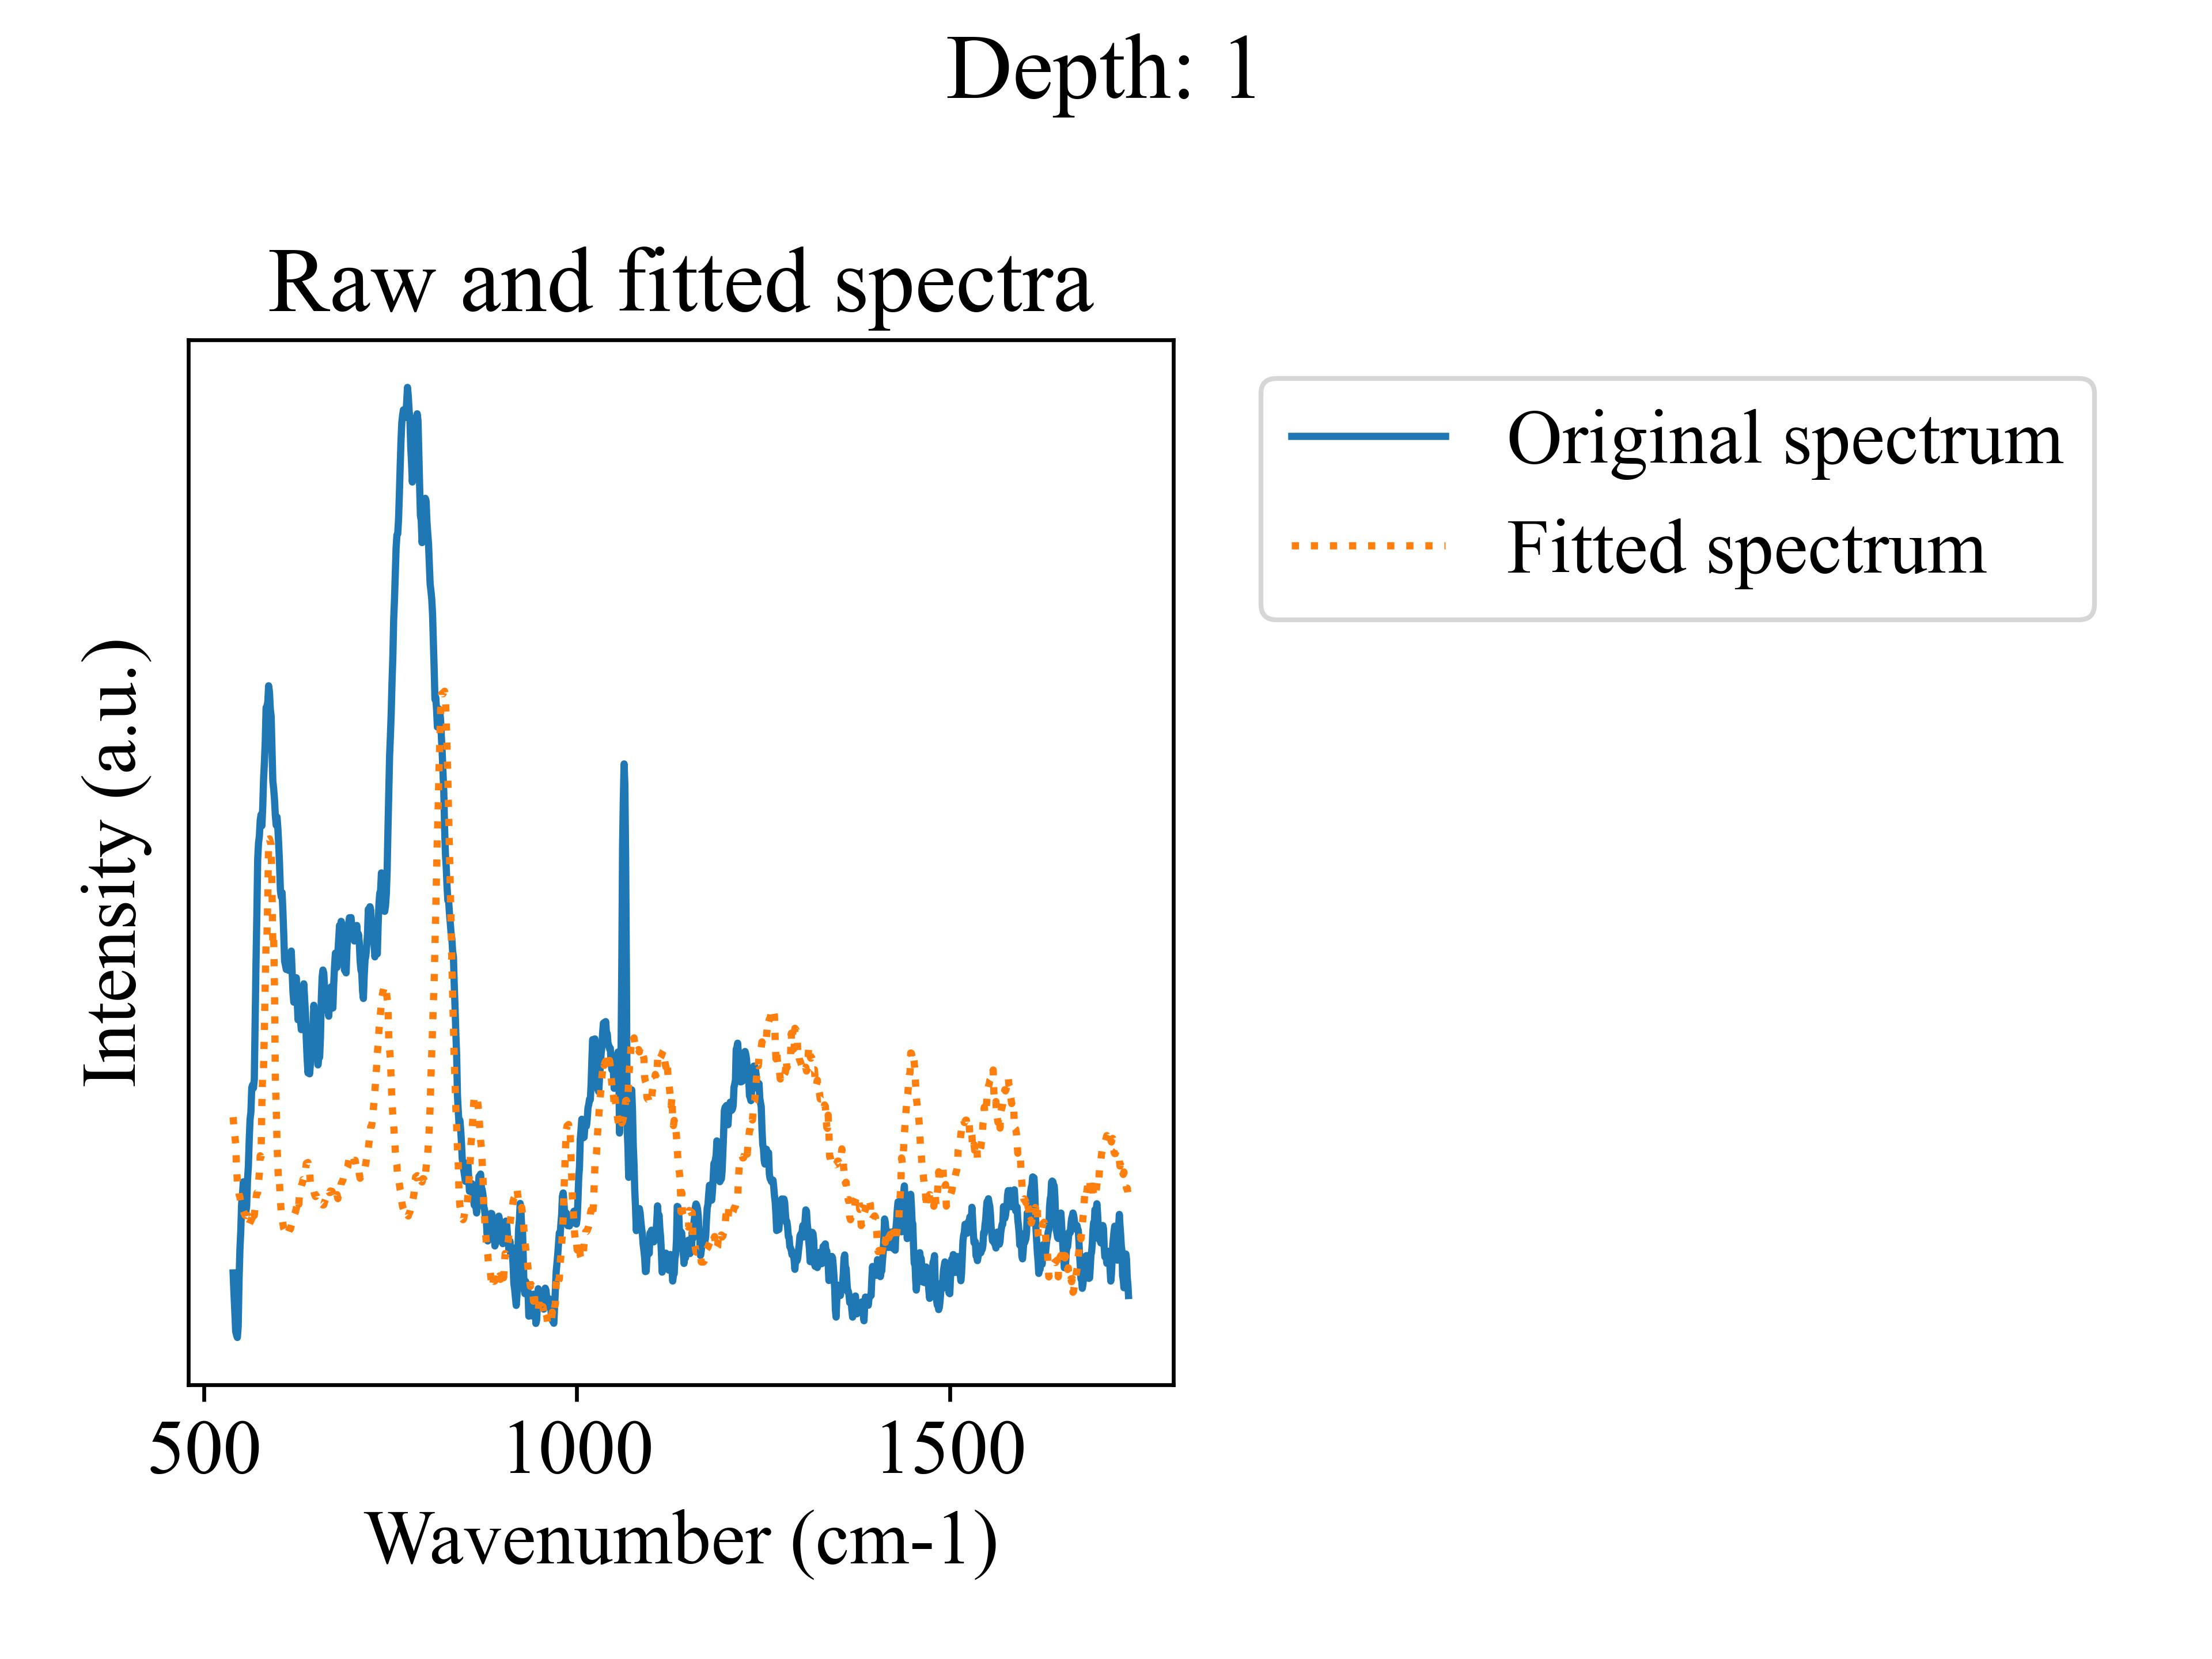 Depth: 1
Raw and fitted spectra
Original spectrum
Fitted spectrum
Intensity (a.u.)
500 1000 1500
Wavenumber (cm-1)